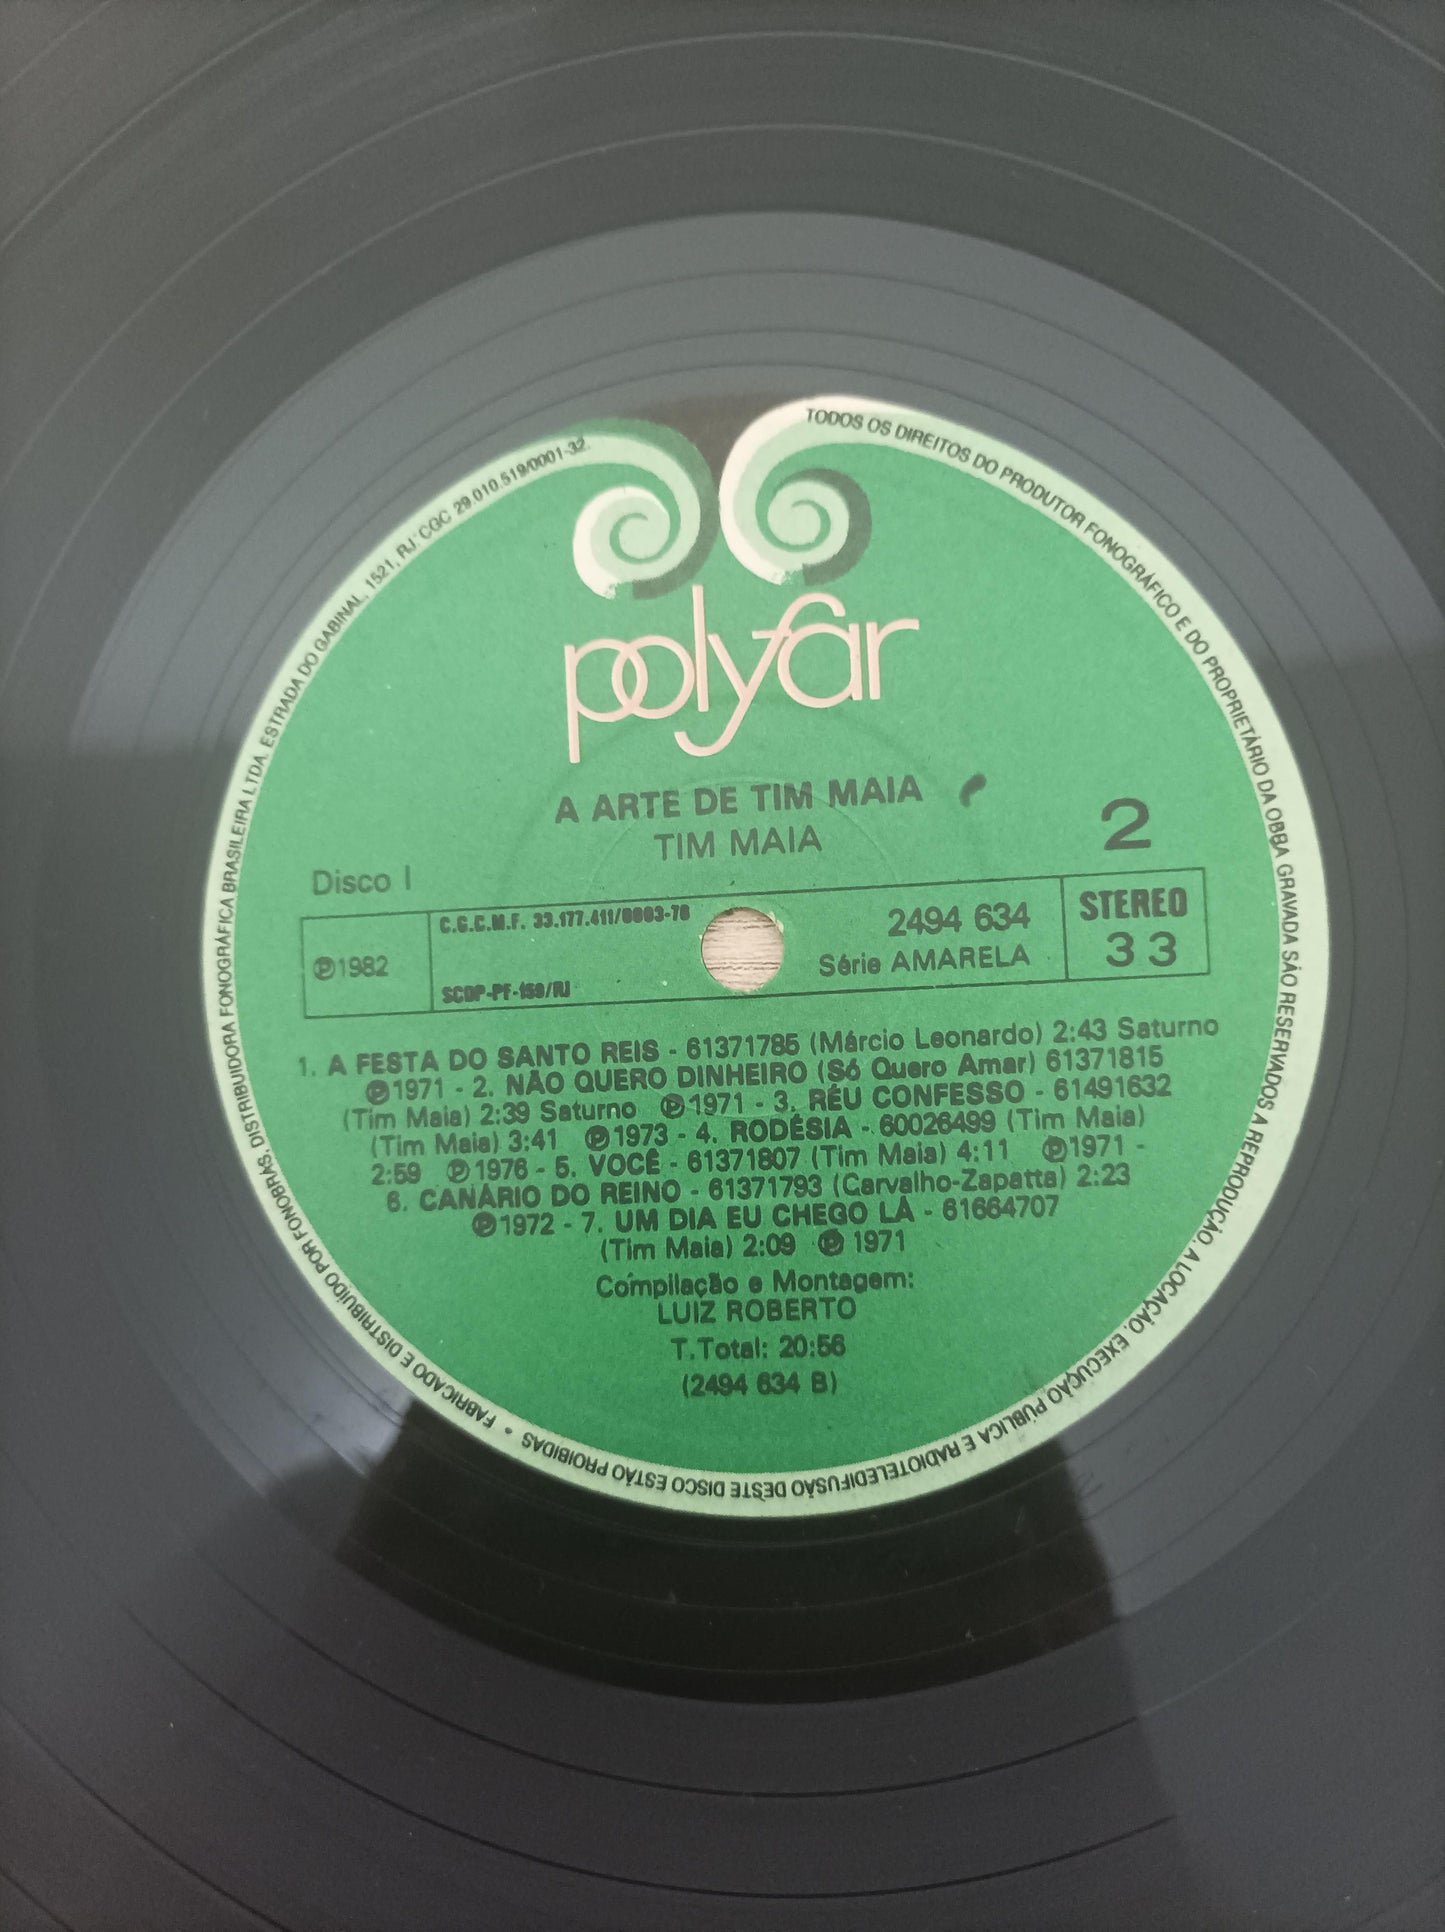 polyfar
A ARTE DE TIM MAIA
TIM MAIA
2
Disco I
℗1982
C.G.C.M.F. 33.177.411/0003-70
SCDP-PF-159/RJ
2494 634
Série AMARELA
STEREO
33
1. A FESTA DO SANTO REIS - 61371785 (Márcio Leonardo) 2:43 Saturno
℗1971 - 2. NÃO QUERO DINHEIRO (Só Quero Amar) 61371815
(Tim Maia) 2:39 Saturno ℗1971 - 3. RÉU CONFESSO - 61491632
(Tim Maia) 3:41 ℗1973 - 4. RODÉSIA - 60026499 (Tim Maia)
2:59 ℗1976 - 5. VOCÊ - 61371807 (Tim Maia) 4:11 ℗1971 -
6. CANÁRIO DO REINO - 61371793 (Carvalho-Zapatta) 2:23
℗1972 - 7. UM DIA EU CHEGO LÁ - 61664707
(Tim Maia) 2:09 ℗ 1971
Compilação e Montagem:
LUIZ ROBERTO
T.Total: 20:56
(2494 634 B)
TODOS OS DIREITOS DO PRODUTOR FONOGRÁFICO E DO PROPRIETÁRIO DA OBRA GRAVADA SÃO RESERVADOS A REPRODUÇÃO. A LOCAÇÃO. EXECUÇÃO PÚBLICA E RADIOTELEDIFUSÃO DESTE DISCO ESTÃO PROIBIDAS • FABRICADO E DISTRIBUÍDO POR FONOBRÁS, DISTRIBUIDORA FONOGRÁFICA BRASILEIRA LTDA. ESTRADA DO GABINAL, 1521, RJ CGC 29.010.519/0001-32.